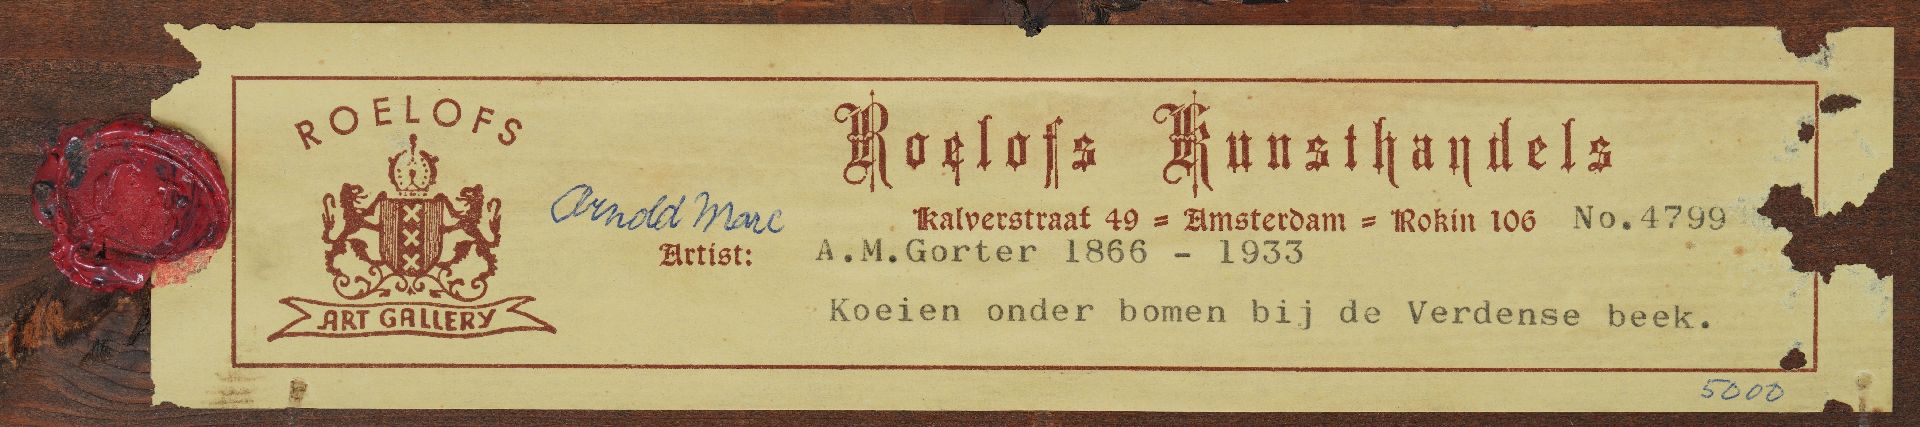 ROELOFS
ART GALLERY
Roelofs Kunsthandels
Kalverstraat 49 = Amsterdam = Rokin 106 No.4799
Arnold Marc
Artist: A.M.Gorter 1866 - 1933
Koeien onder bomen bij de Verdense beek.
5000